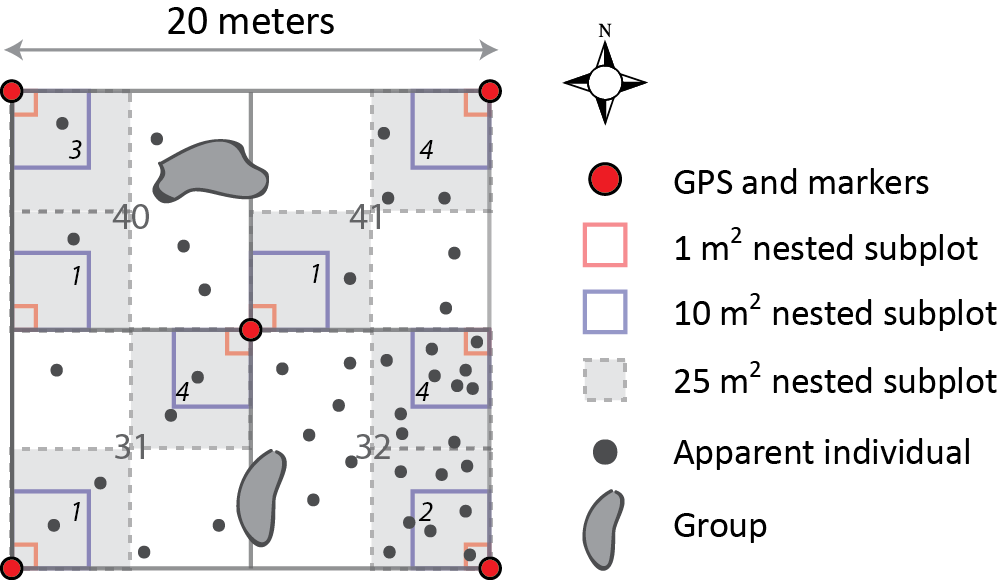 20 meters
N
3
4
40
41
1
1
4
4
31
32
1
2
GPS and markers
1 m² nested subplot
10 m² nested subplot
25 m² nested subplot
Apparent individual
Group